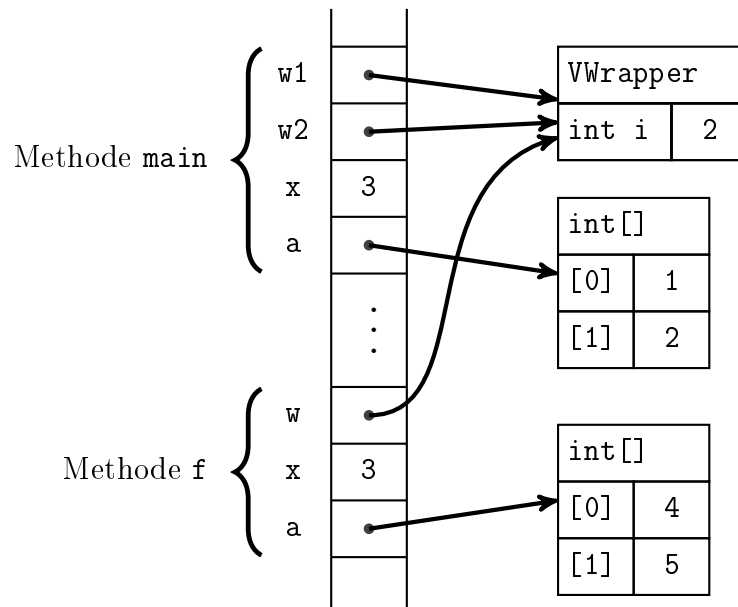 w1
VWrapper
w2
int i 2
Methode main
x 3
a
int[]
[0] 1
[1] 2
w
Methode f
x 3
int[]
[0] 4
a
[1] 5